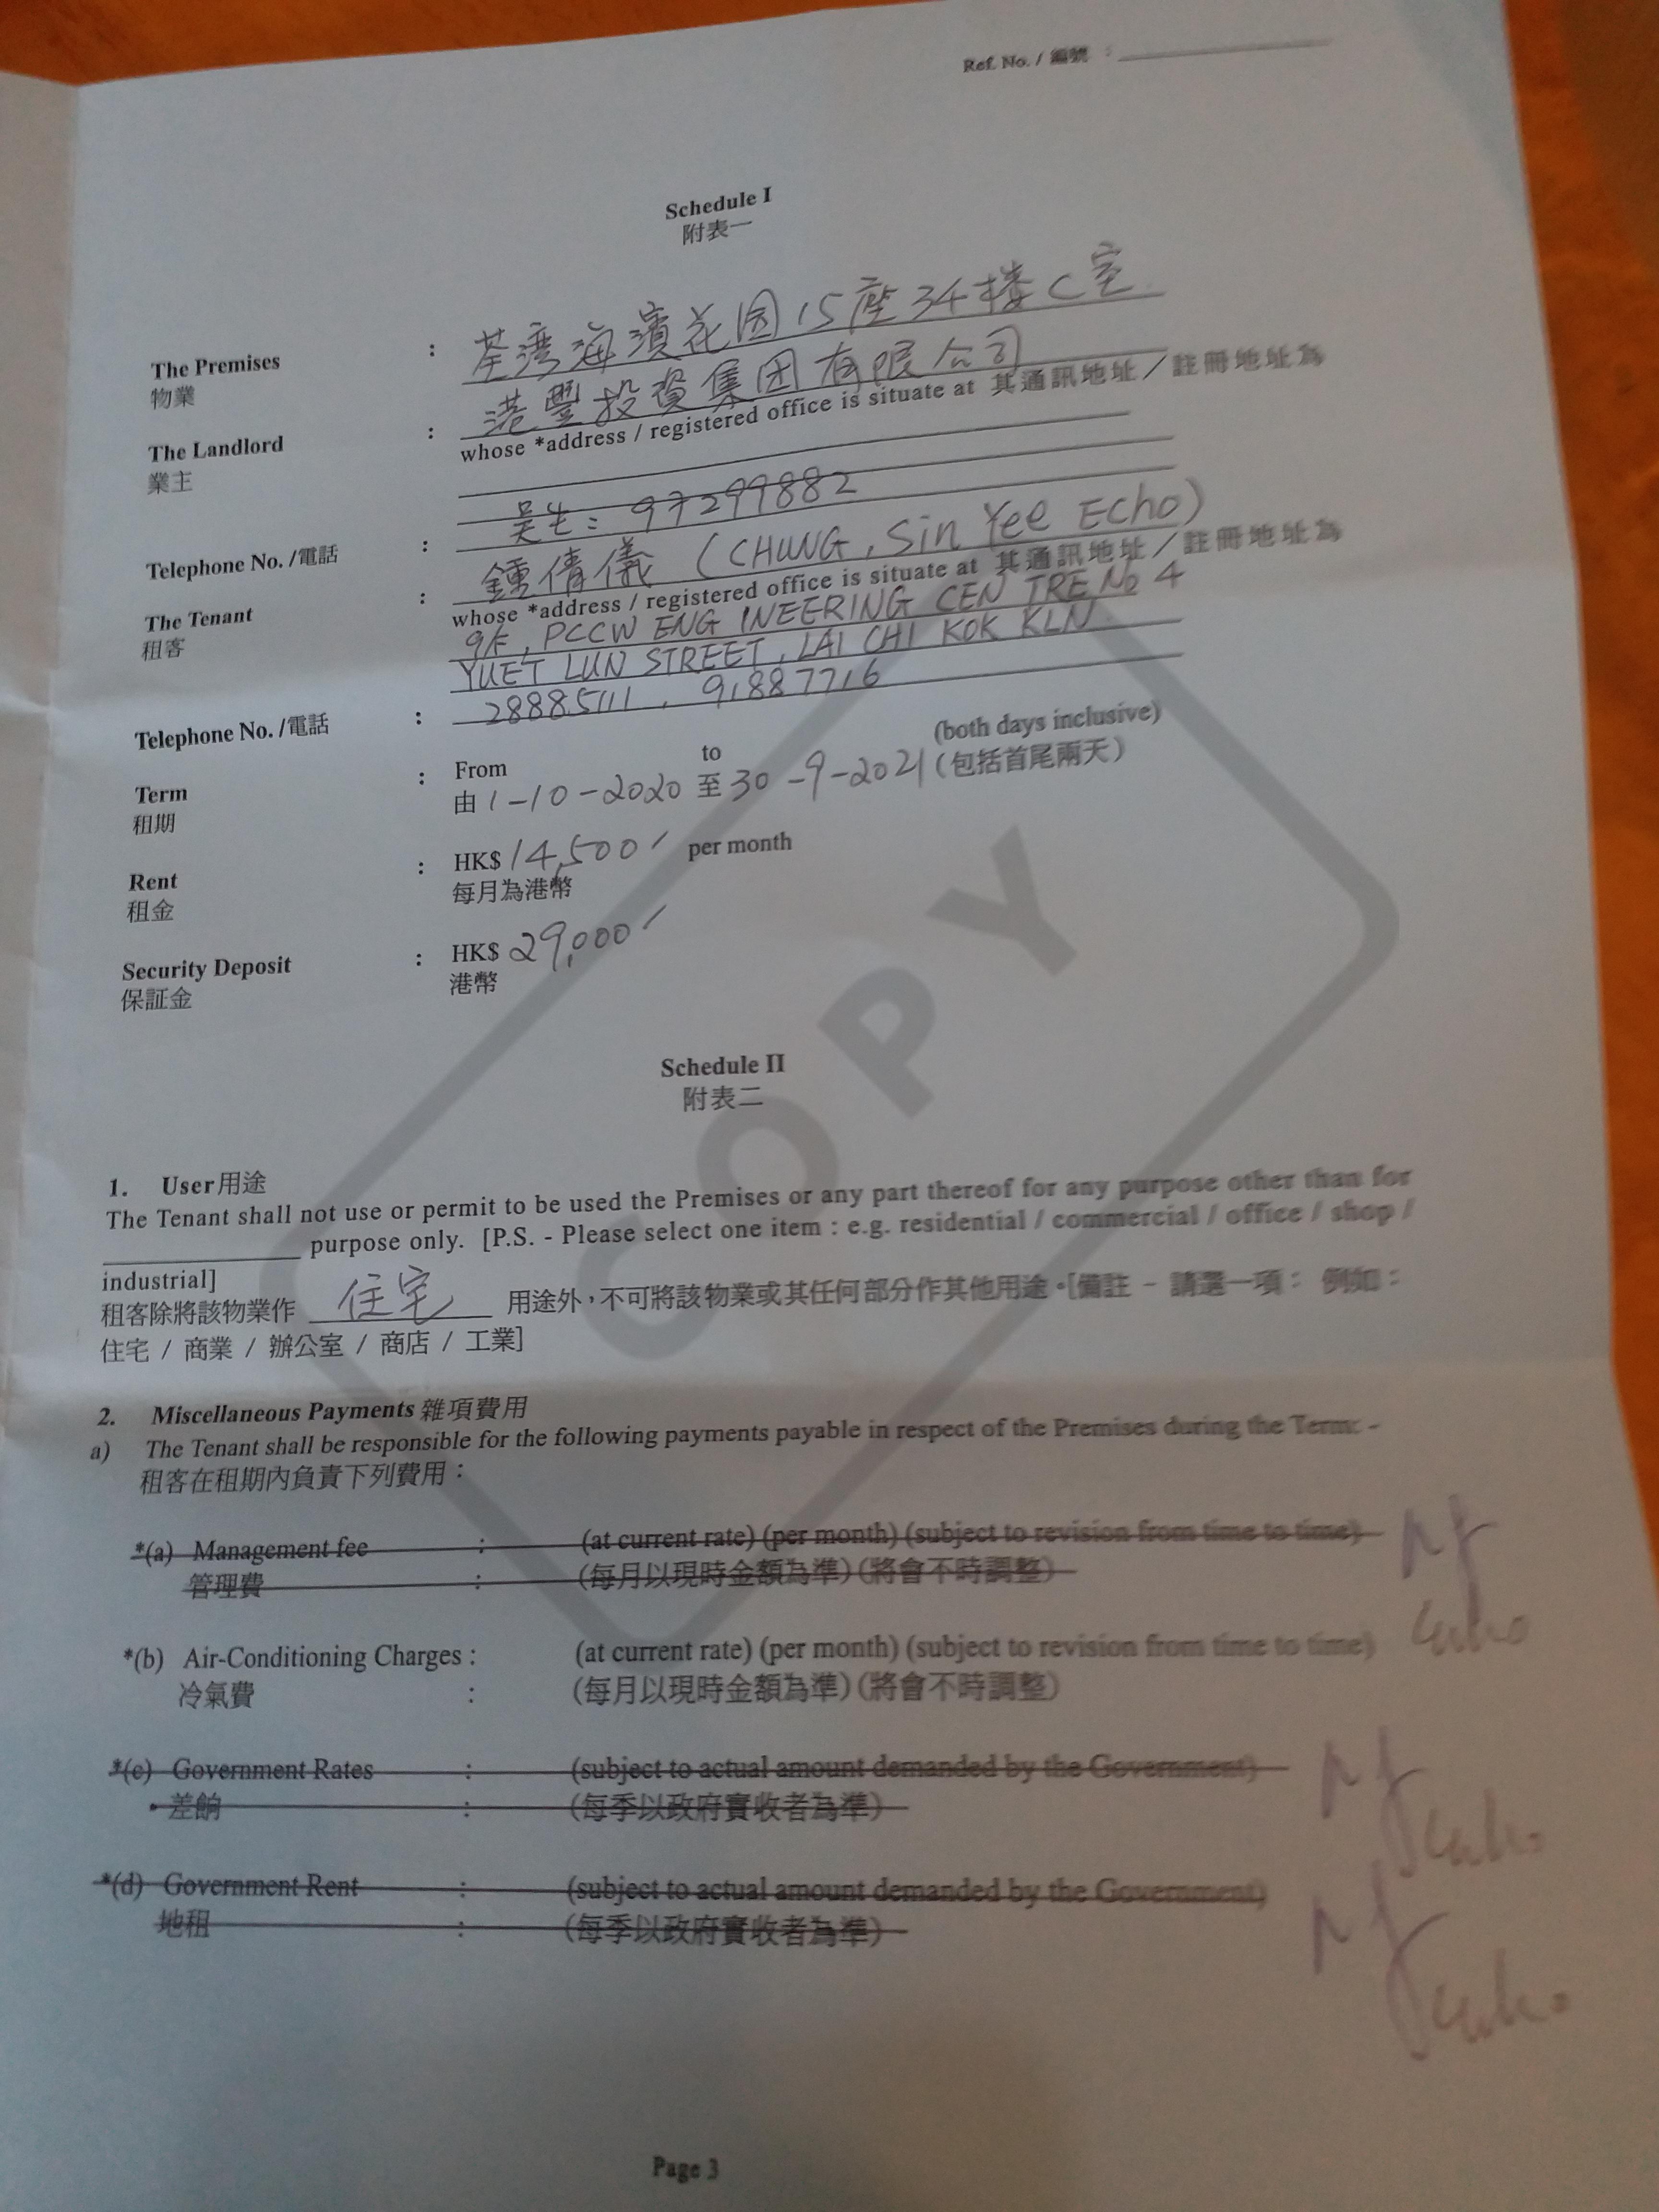 Ref. No. / 編號 :
Schedule I
附表一
The Premises : 荃湾海濱花园15座34樓C室
物業
The Landlord : 港豐投資集团有限公司
業主
whose *address / registered office is situate at 其通訊地址／註冊地址為
Telephone No. /電話 : 吴生: 97299882
The Tenant : 鍾倩儀 (CHUNG, Sin Yee Echo)
租客
whose *address / registered office is situate at 其通訊地址／註冊地址為
9/F, PCCW ENGINEERING CENTRE No 4
YUET LUN STREET, LAI CHI KOK KLN
Telephone No. /電話 : 28885111, 91887716
Term : From to (both days inclusive)
租期 由 1-10-2020 至 30-9-2021 (包括首尾兩天)
Rent : HK$ 14,500/ per month
租金 每月為港幣
Security Deposit : HK$ 29,000/
保証金 港幣
COPY
Schedule II
附表二
1. User用途
The Tenant shall not use or permit to be used the Premises or any part thereof for any purpose other than for
purpose only. [P.S. - Please select one item : e.g. residential / commercial / office / shop /
industrial]
租客除將該物業作 住宅 用途外，不可將該物業或其任何部分作其他用途。[備註 - 請選一項： 例如：
住宅 / 商業 / 辦公室 / 商店 / 工業]
2. Miscellaneous Payments 雜項費用
a) The Tenant shall be responsible for the following payments payable in respect of the Premises during the Term: -
租客在租期內負責下列費用：
*(a) Management fee : (at current rate) (per month) (subject to revision from time to time)
管理費 : (每月以現時金額為準) (將會不時調整)
Echo
*(b) Air-Conditioning Charges : (at current rate) (per month) (subject to revision from time to time)
冷氣費 : (每月以現時金額為準) (將會不時調整)
*(c) Government Rates : (subject to actual amount demanded by the Government)
差餉 : (每季以政府實收者為準)
Echo
*(d) Government Rent : (subject to actual amount demanded by the Government)
地租 : (每季以政府實收者為準)
Echo
Page 3